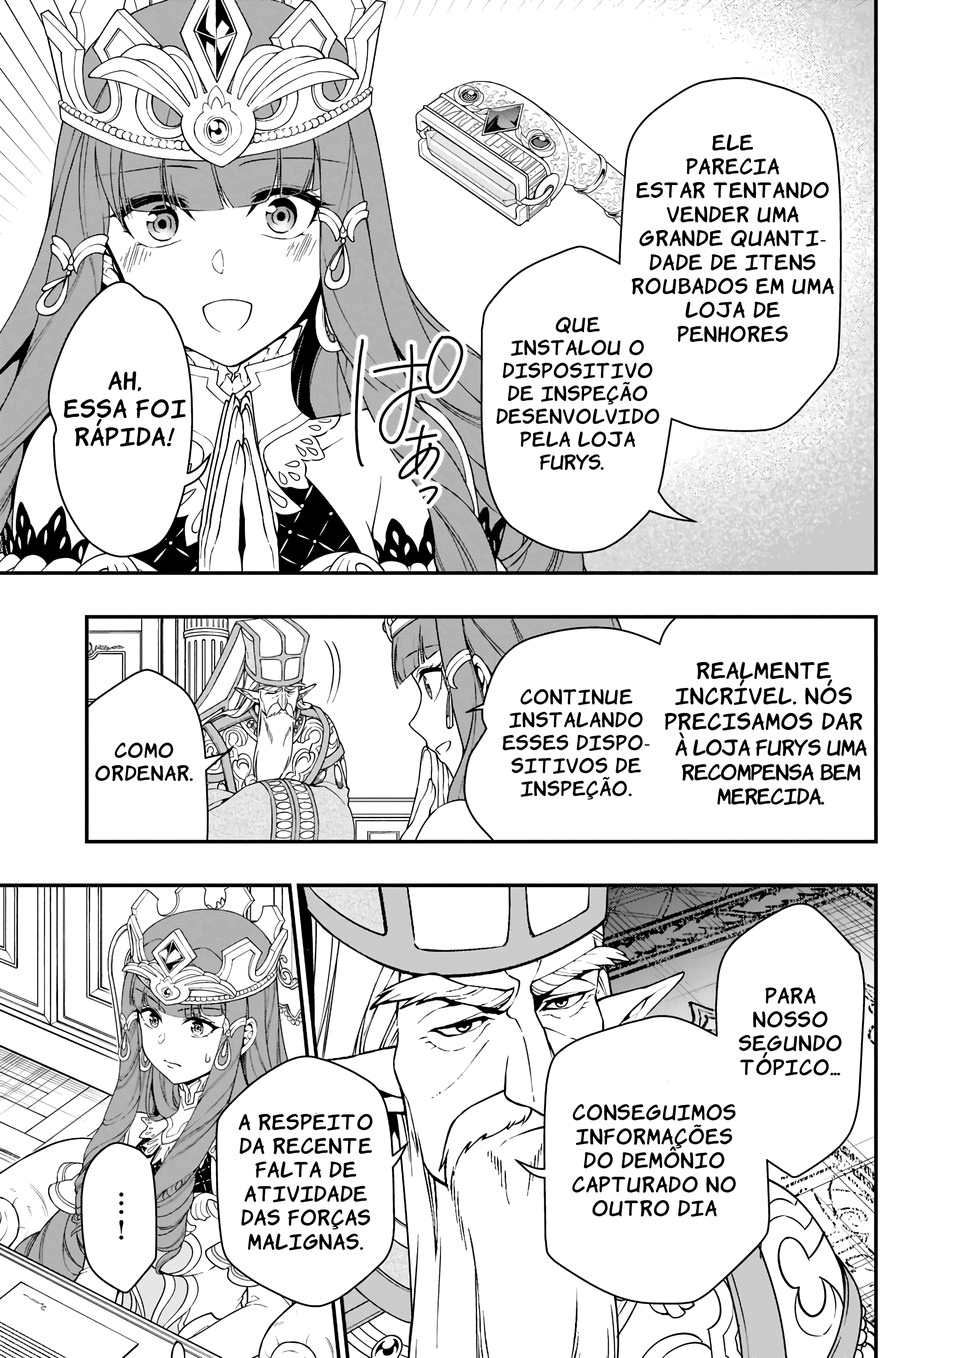 ELE
PARECIA
ESTAR TENTANDO
VENDER UMA
GRANDE QUANTI-
DADE DE ITENS
ROUBADOS EM UMA
LOJA DE
PENHORES
QUE
INSTALOU O
DISPOSITIVO
DE INSPEÇÃO
DESENVOLVIDO
PELA LOJA
FURYS.
ぱぁっ
AH,
ESSA FOI
RÁPIDA!
REALMENTE
INCRÍVEL. NÓS
PRECISAMOS DAR
À LOJA FURYS UMA
RECOMPENSA BEM
MERECIDA.
CONTINUE
INSTALANDO
ESSES DISPO-
SITIVOS DE
INSPEÇÃO.
COMO
ORDENAR.
PARA
NOSSO
SEGUNDO
TÓPICO...
CONSEGUIMOS
INFORMAÇÕES
DO DEMÔNIO
CAPTURADO NO
OUTRO DIA
A RESPEITO
DA RECENTE
FALTA DE
ATIVIDADE
DAS FORÇAS
MALIGNAS.
...!